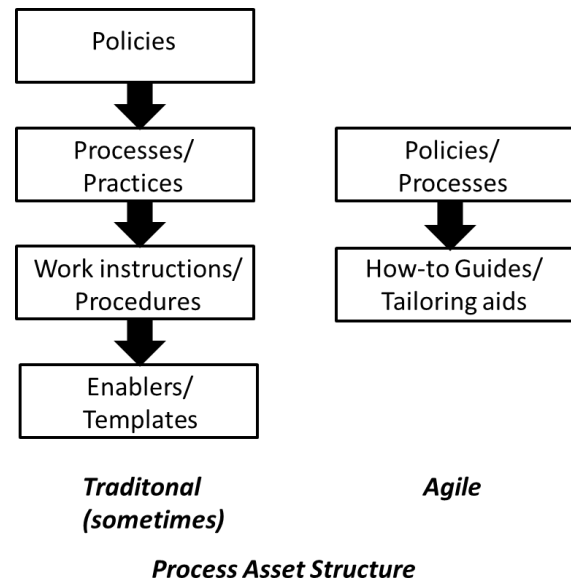 Policies
Processes/
Practices
Work instructions/
Procedures
Enablers/
Templates
Traditonal
(sometimes)
Policies/
Processes
How-to Guides/
Tailoring aids
Agile
Process Asset Structure